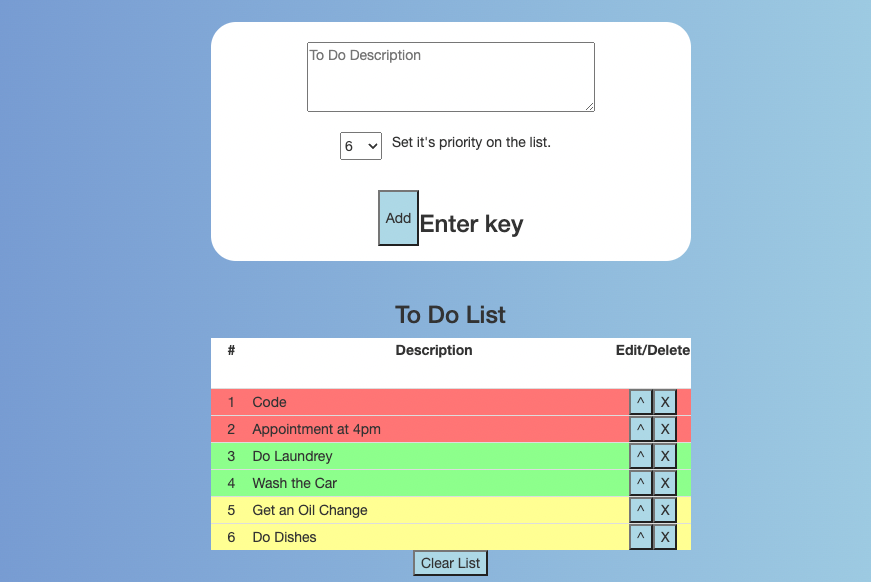 To Do Description
6 Set it's priority on the list.
Add Enter key
To Do List
# Description Edit/Delete
1 Code ^ X
2 Appointment at 4pm ^ X
3 Do Laundrey ^ X
4 Wash the Car ^ X
5 Get an Oil Change ^ X
6 Do Dishes ^ X
Clear List